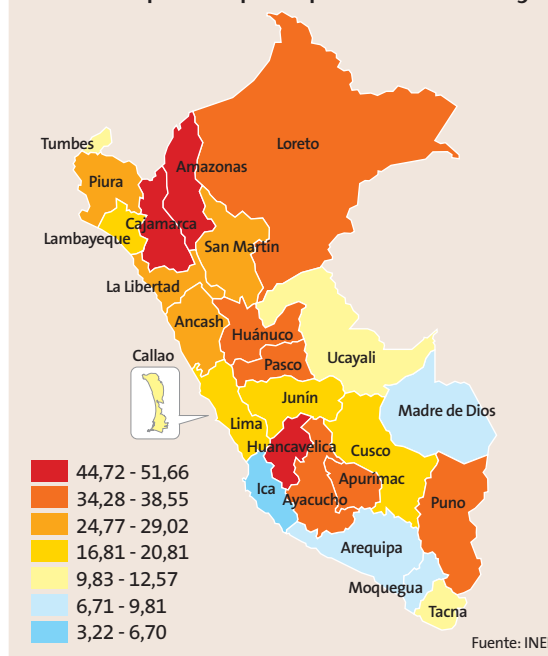 Loreto
Tumbes
Amazonas
Piura
Cajamarca
Lambayeque
San Martín
La Libertad
Ancash
Huánuco
Callao
Ucayali
Pasco
Junín
Madre de Dios
Lima
Huancavelica
Cusco
Ica
Apurímac
Ayacucho
Puno
Arequipa
Moquegua
Tacna
44,72 - 51,66
34,28 - 38,55
24,77 - 29,02
16,81 - 20,81
9,83 - 12,57
6,71 - 9,81
3,22 - 6,70
Fuente: INE